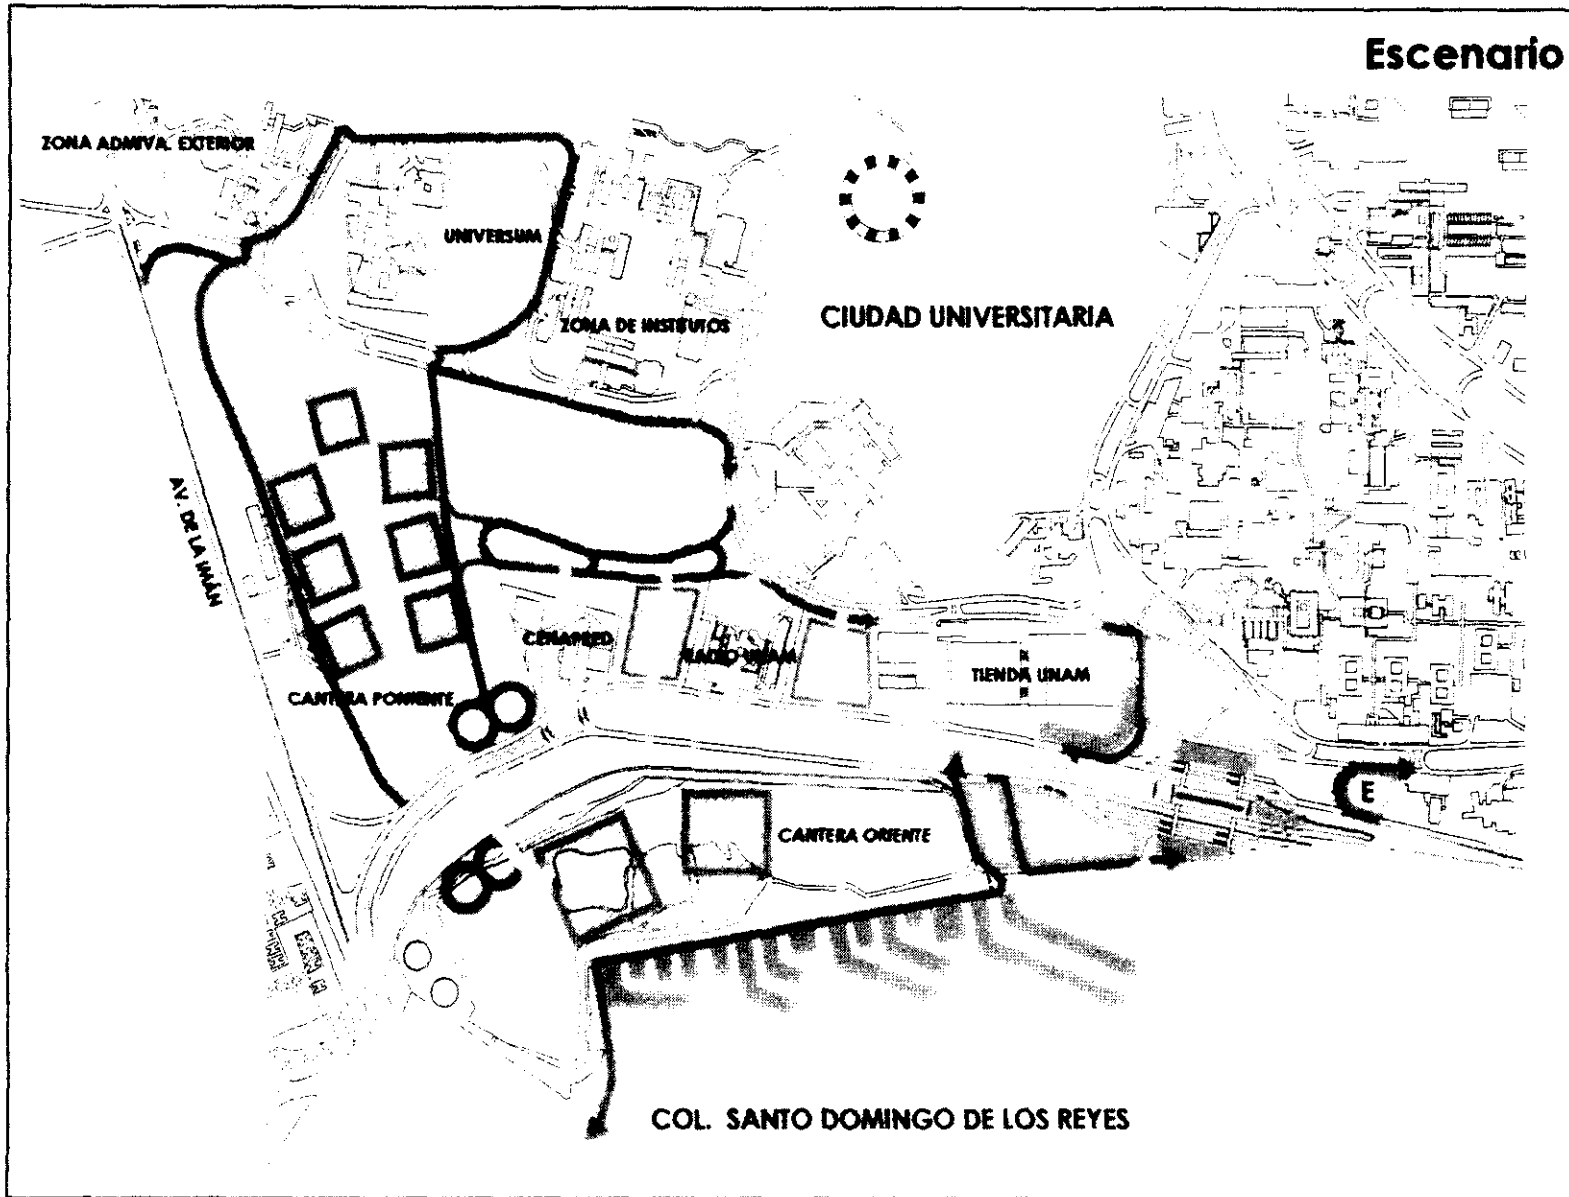 Escenario
ZONA ADMIVA. EXTERIOR
UNIVERSUM
ZONA DE INSTITUTOS
CIUDAD UNIVERSITARIA
AV. DE LA IMÁN
CENAPRED
RADIO UNAM
TIENDA UNAM
CANTERA PONIENTE
E
CANTERA ORIENTE
COL. SANTO DOMINGO DE LOS REYES